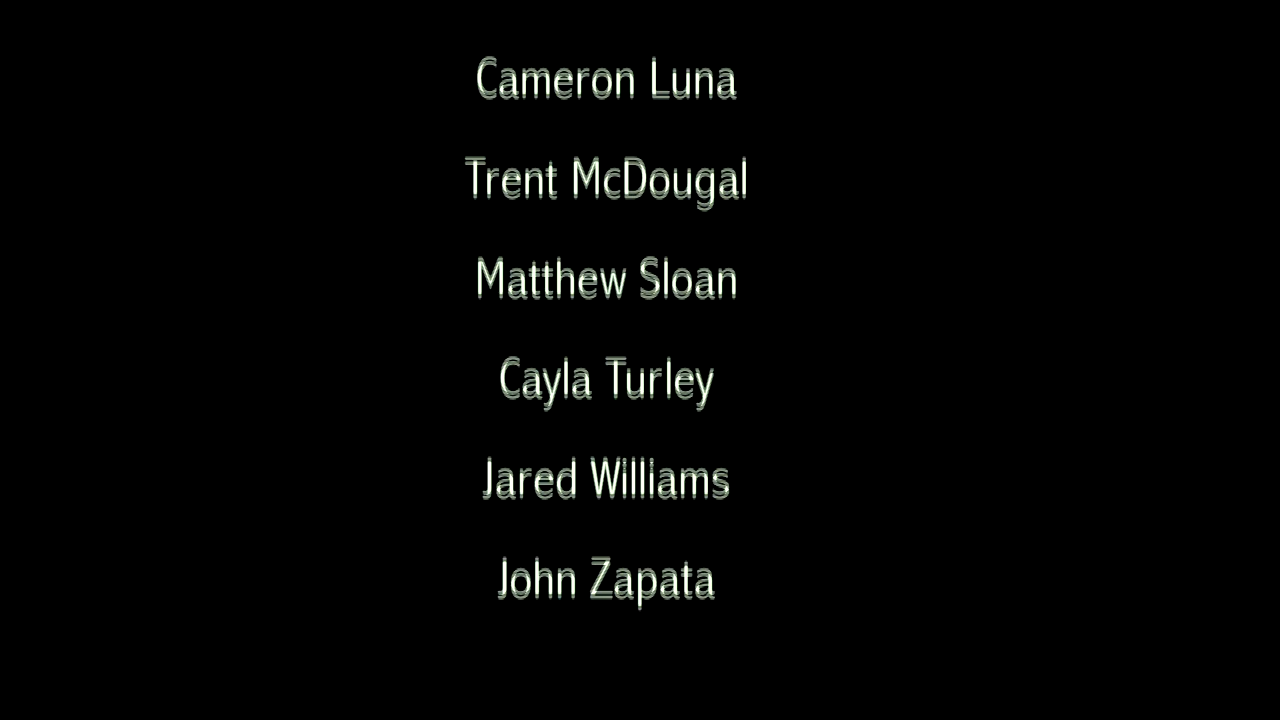 Cameron Luna
Trent McDougal
Matthew Sloan
Cayla Turley
Jared Williams
John Zapata